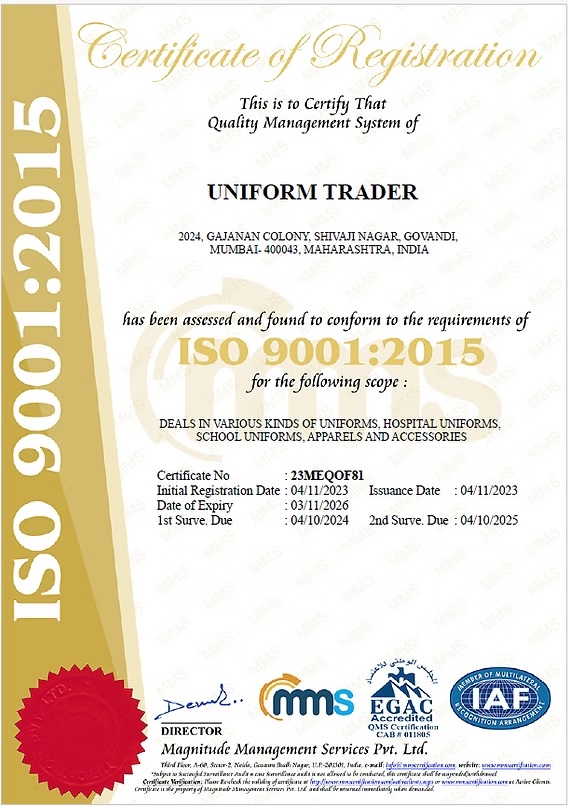 Certificate of Registration
ISO 9001:2015
This is to Certify That
Quality Management System of
UNIFORM TRADER
2024, GAJANAN COLONY, SHIVAJI NAGAR, GOVANDI,
MUMBAI- 400043, MAHARASHTRA, INDIA
has been assessed and found to conform to the requirements of
ISO 9001:2015
for the following scope :
DEALS IN VARIOUS KINDS OF UNIFORMS, HOSPITAL UNIFORMS,
SCHOOL UNIFORMS, APPARELS AND ACCESSORIES
Certificate No : 23MEQOF81
Initial Registration Date : 04/11/2023 Issuance Date : 04/11/2023
Date of Expiry : 03/11/2026
1st Surve. Due : 04/10/2024 2nd Surve. Due : 04/10/2025
mms
EGAC
Accredited
QMS Certification
CAB # 011805
MEMBER OF MULTILATERAL
IAF
RECOGNITION ARRANGEMENT
DIRECTOR
Magnitude Management Services Pvt. Ltd.
Third Floor, A-60, Sector-2, Noida, Gautam Budh Nagar, U.P.-201301, India. e-mail: info@mmscertification.com, website: www.mmscertification.com
*Subject to Successful Surveillance Audit in case Surveillance audit is not allowed to be conducted, this certificate shall be suspended/withdrawal
Certificate Verification: Please Re-check the validity of certificate at http://www.mmscertification.com/activeclients.aspx or www.mmscertification.com at Active Clients.
Certificate is the property of Magnitude Management Services Pvt. Ltd. and shall be returned immediately when demanded.